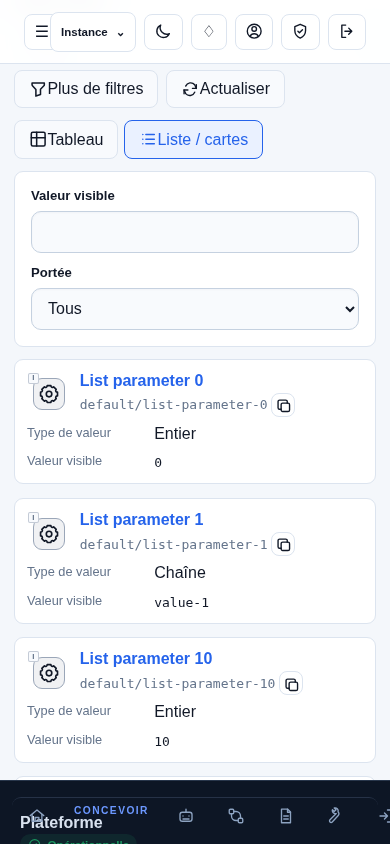 Instance
Plus de filtres
Actualiser
Tableau
Liste / cartes
Valeur visible
Portée
Tous
I
List parameter 0
default/list-parameter-0
Type de valeur
Entier
Valeur visible
0
I
List parameter 1
default/list-parameter-1
Type de valeur
Chaîne
Valeur visible
value-1
I
List parameter 10
default/list-parameter-10
Type de valeur
Entier
Valeur visible
10
CONCEVOIR
Plateforme
Opérationnelle